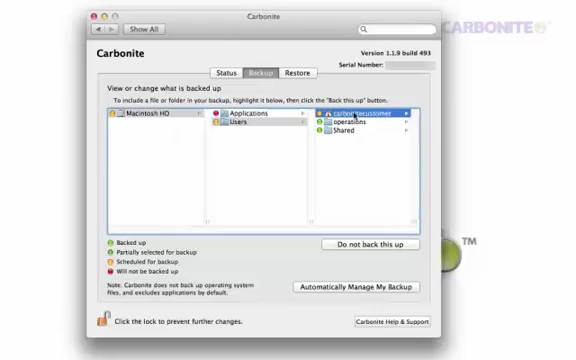 Carbonite
CARBONITE
Show All
Carbonite
Version 1.1.9 build 493
Serial Number:
Status
Backup
Restore
View or change what is backed up
To include a file or folder in your backup, highlight it below, then click the "Back this up" button.
Macintosh HD
Applications
Users
carbonitecustomer
operations
Shared
Backed up
Partially selected for backup
Scheduled for backup
Will not be backed up
Do not back this up
TM
Note: Carbonite does not back up operating system
files, and excludes applications by default.
Automatically Manage My Backup
Click the lock to prevent further changes.
Carbonite Help & Support